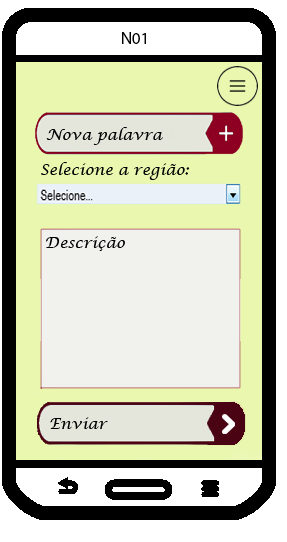 N01
Nova palavra
Selecione a região:
Selecione...
Descrição
Enviar